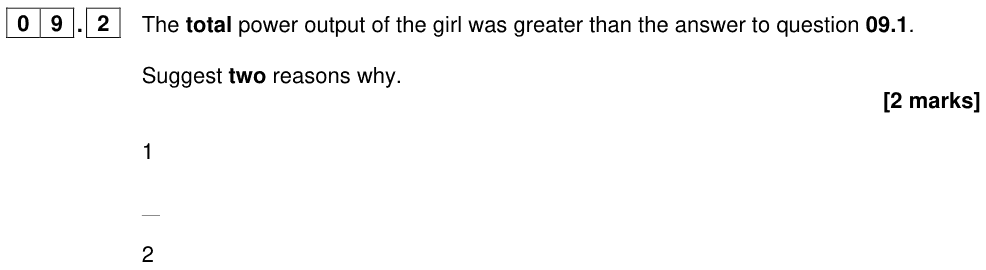 0 9 . 2 The total power output of the girl was greater than the answer to question 09.1.
Suggest two reasons why.
[2 marks]
1
2